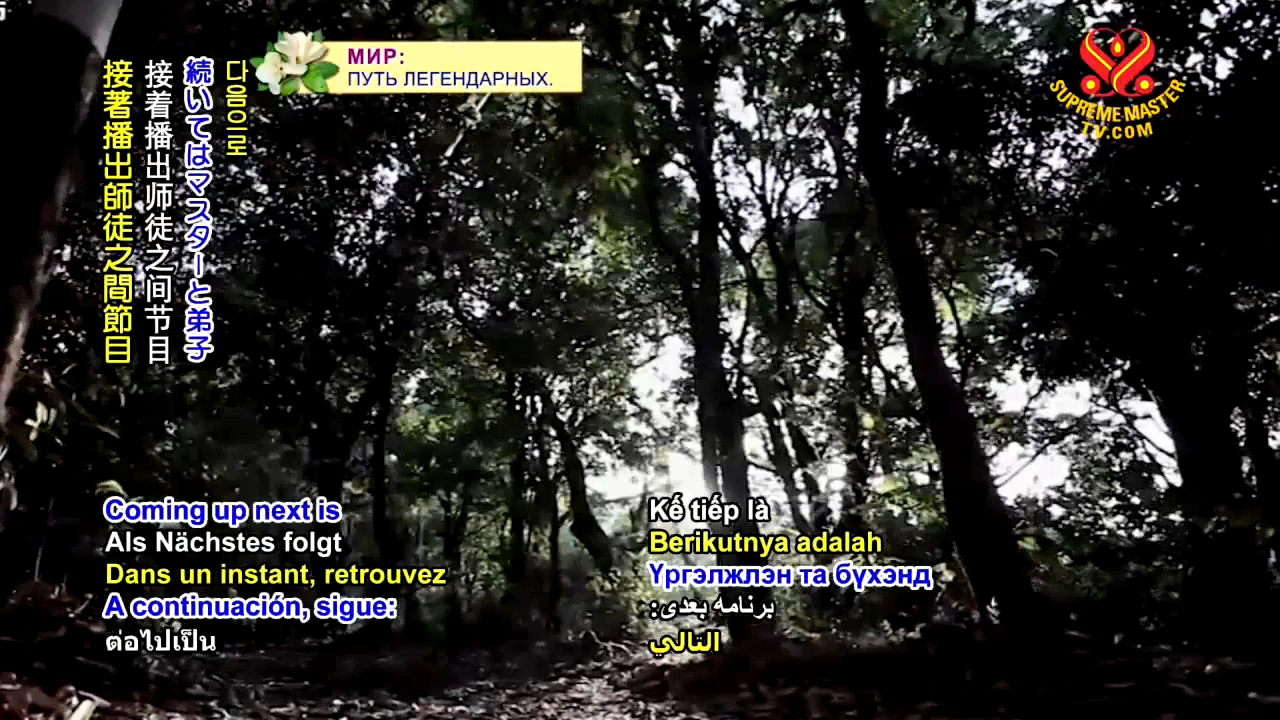 МИР:
ПУТЬ ЛЕГЕНДАРНЫХ.
SUPREME MASTER
TV.COM
다음이로
続いてはマスターと弟子
接着播出师徒之间节目
接著播出師徒之間節目
Coming up next is
Als Nächstes folgt
Dans un instant, retrouvez
A continuación, sigue:
ต่อไปเป็น
Kế tiếp là
Berikutnya adalah
Үргэлжлэн та бүхэнд
برنامه بعدی:
التالي